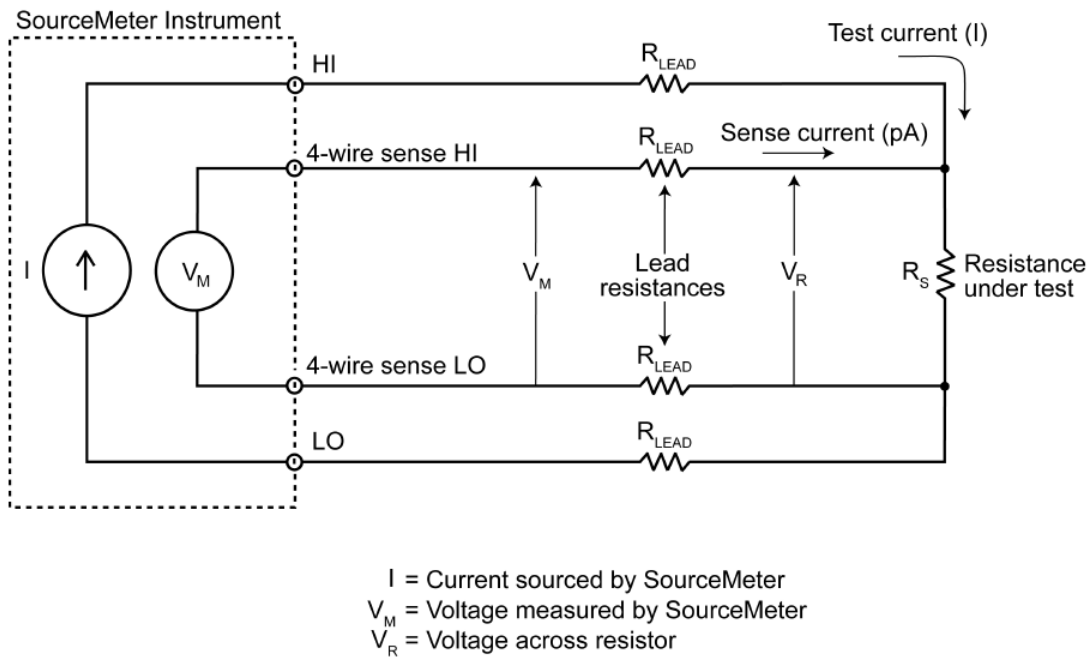 SourceMeter Instrument
Test current (I)
HI
R_LEAD
4-wire sense HI
R_LEAD
Sense current (pA)
I
V_M
V_M
Lead
resistances
V_R
R_S
Resistance
under test
4-wire sense LO
R_LEAD
LO
R_LEAD
I = Current sourced by SourceMeter
V_M = Voltage measured by SourceMeter
V_R = Voltage across resistor